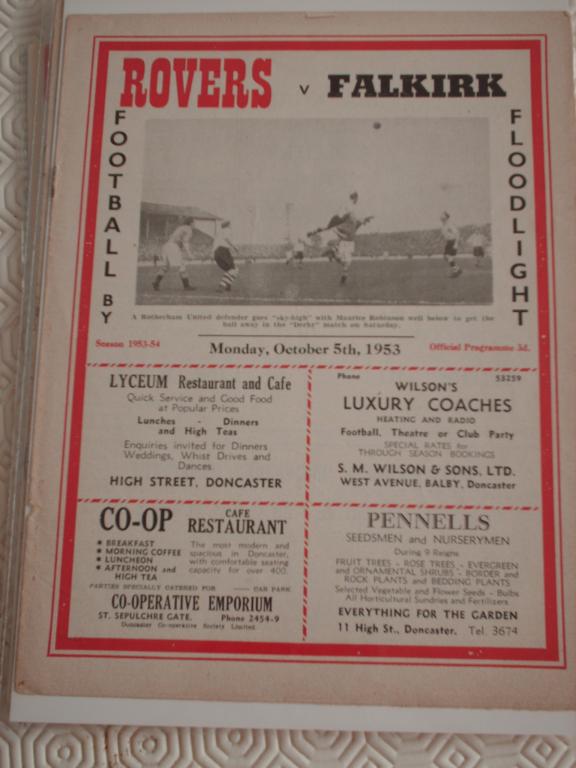 ROVERS v FALKIRK
FOOTBALL BY
FLOODLIGHT
A Rotherham United defender goes "sky-high" with Maurice Robinson well below to get the
ball away in the "Derby" match on Saturday.
Season 1953-54
Monday, October 5th, 1953
Official Programme 3d.
LYCEUM Restaurant and Cafe
Quick Service and Good Food
at Popular Prices
Lunches - Dinners
and High Teas
Enquiries invited for Dinners
Weddings, Whist Drives and
Dances.
HIGH STREET, DONCASTER
Phone 53259
WILSON'S
LUXURY COACHES
HEATING AND RADIO
Football, Theatre or Club Party
SPECIAL RATES for
THROUGH SEASON BOOKINGS
S. M. WILSON & SONS, LTD.
WEST AVENUE, BALBY, Doncaster
CO-OP CAFE RESTAURANT
* BREAKFAST
* MORNING COFFEE
* LUNCHEON
* AFTERNOON and
HIGH TEA
The most modern and
spacious in Doncaster,
with comfortable seating
capacity for over 400.
PARTIES SPECIALLY CATERED FOR —— CAR PARK
CO-OPERATIVE EMPORIUM
ST. SEPULCHRE GATE. Phone 2454-9
Doncaster Co-operative Society Limited.
PENNELLS
SEEDSMEN and NURSERYMEN
During 9 Reigns
FRUIT TREES - ROSE TREES - EVERGREEN
and ORNAMENTAL SHRUBS - BORDER and
ROCK PLANTS and BEDDING PLANTS
Selected Vegetable and Flower Seeds - Bulbs
All Horticultural Sundries and Fertilizers
EVERYTHING FOR THE GARDEN
11 High St., Doncaster. Tel. 3674